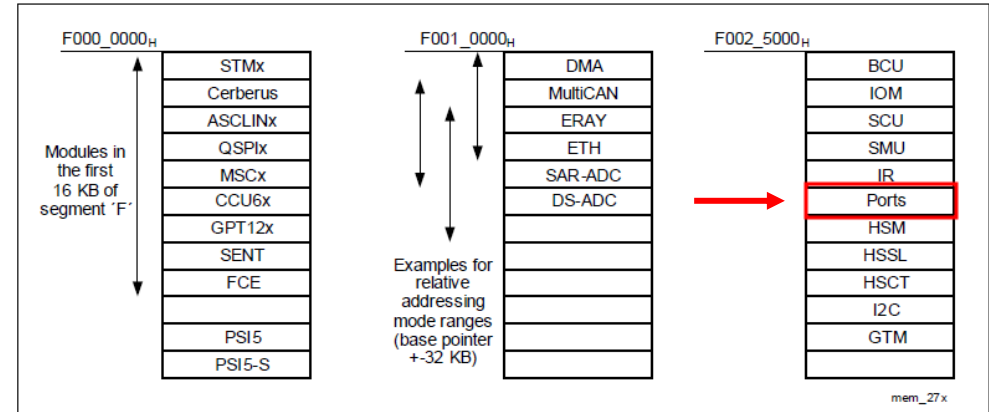 F000_0000H
STMx
Cerberus
ASCLINx
QSPIx
MSCx
CCU6x
GPT12x
SENT
FCE
PSI5
PSI5-S
Modules in
the first
16 KB of
segment ´F´
F001_0000H
DMA
MultiCAN
ERAY
ETH
SAR-ADC
DS-ADC
Examples for
relative
addressing
mode ranges
(base pointer
+-32 KB)
F002_5000H
BCU
IOM
SCU
SMU
IR
Ports
HSM
HSSL
HSCT
I2C
GTM
mem_27x